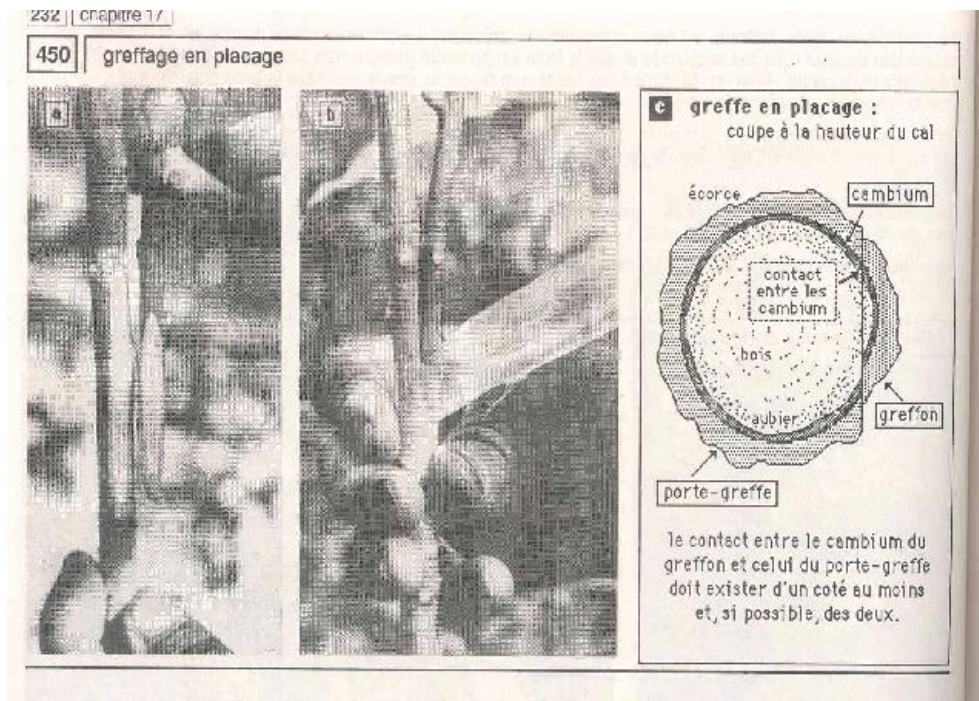 232 chapitre 17
450 greffage en placage
a
b
c greffe en placage :
coupe à la hauteur du cal
écorce
cambium
contact
entre les
cambium
bois
aubier
greffon
porte-greffe
le contact entre le cambium du
greffon et celui du porte-greffe
doit exister d'un coté au moins
et, si possible, des deux.